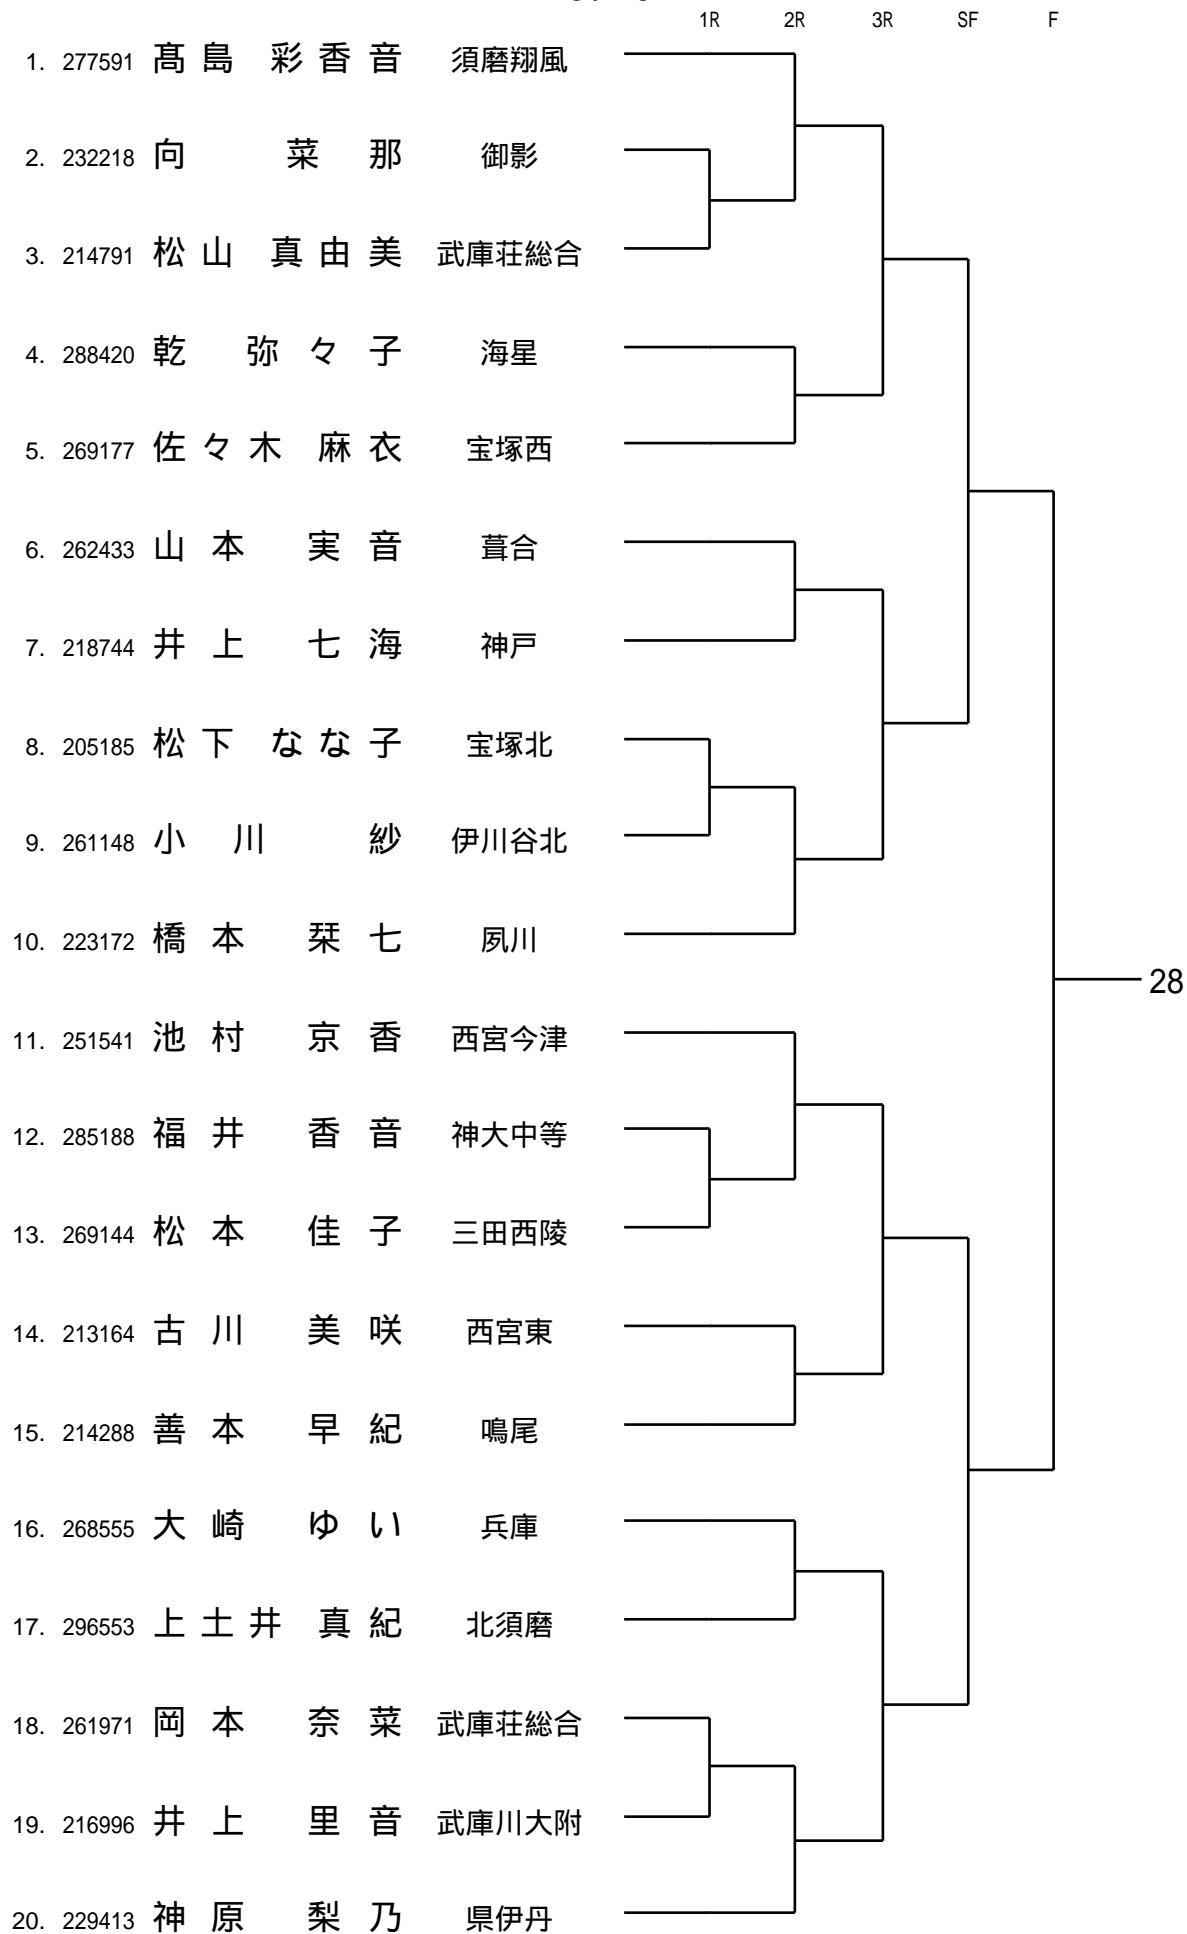 1R 2R 3R SF F
1. 277591 髙島 彩香音 須磨翔風
2. 232218 向 菜那 御影
3. 214791 松山 真由美 武庫荘総合
4. 288420 乾 弥々子 海星
5. 269177 佐々木 麻衣 宝塚西
6. 262433 山本 実音 葺合
7. 218744 井上 七海 神戸
8. 205185 松下 なな子 宝塚北
9. 261148 小川 紗 伊川谷北
10. 223172 橋本 栞七 夙川
28
11. 251541 池村 京香 西宮今津
12. 285188 福井 香音 神大中等
13. 269144 松本 佳子 三田西陵
14. 213164 古川 美咲 西宮東
15. 214288 善本 早紀 鳴尾
16. 268555 大崎 ゆい 兵庫
17. 296553 上土井 真紀 北須磨
18. 261971 岡本 奈菜 武庫荘総合
19. 216996 井上 里音 武庫川大附
20. 229413 神原 梨乃 県伊丹